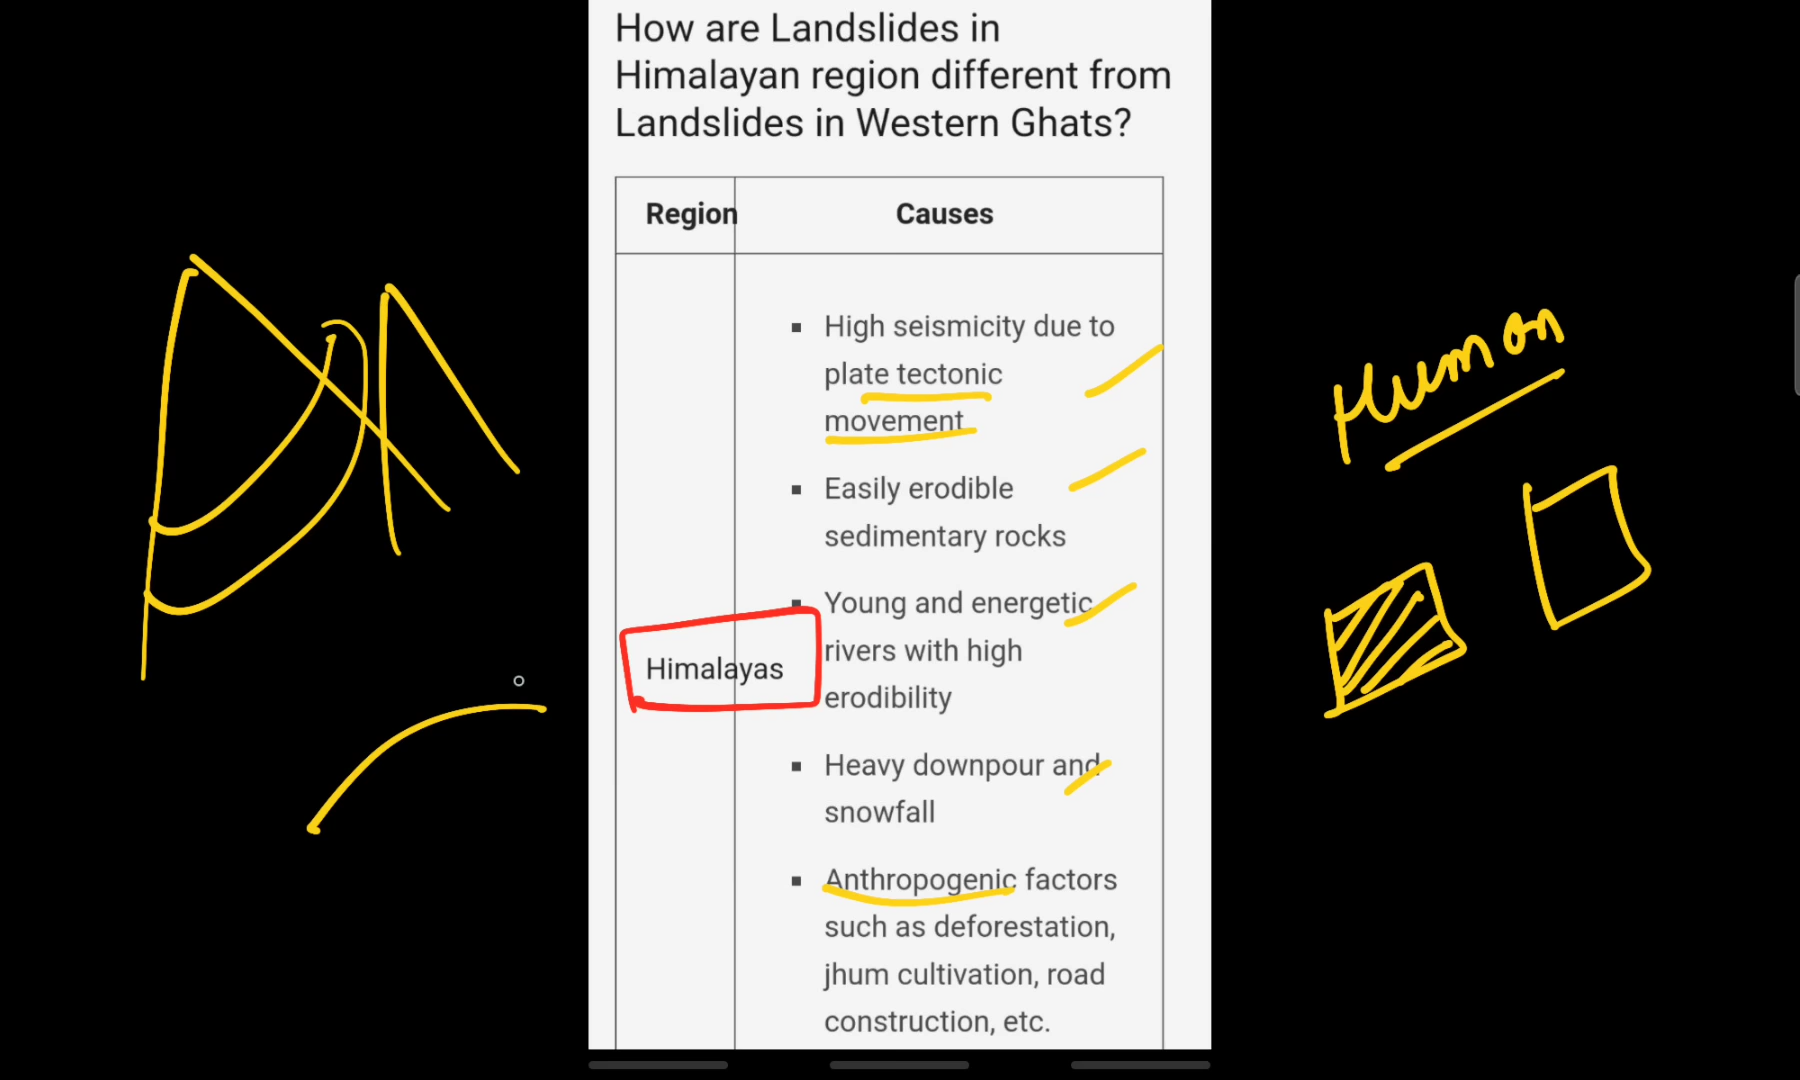 How are Landslides in
Himalayan region different from
Landslides in Western Ghats?
Region Causes
▪ High seismicity due to
plate tectonic
movement
▪ Easily erodible
sedimentary rocks
▪ Young and energetic
rivers with high
erodibility
Himalayas
▪ Heavy downpour and
snowfall
▪ Anthropogenic factors
such as deforestation,
jhum cultivation, road
construction, etc.
Human